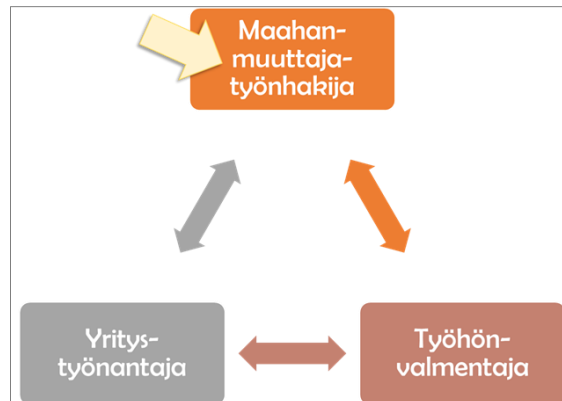 Maahan-
muuttaja-
työnhakija
Yritys-
työnantaja
Työhön-
valmentaja